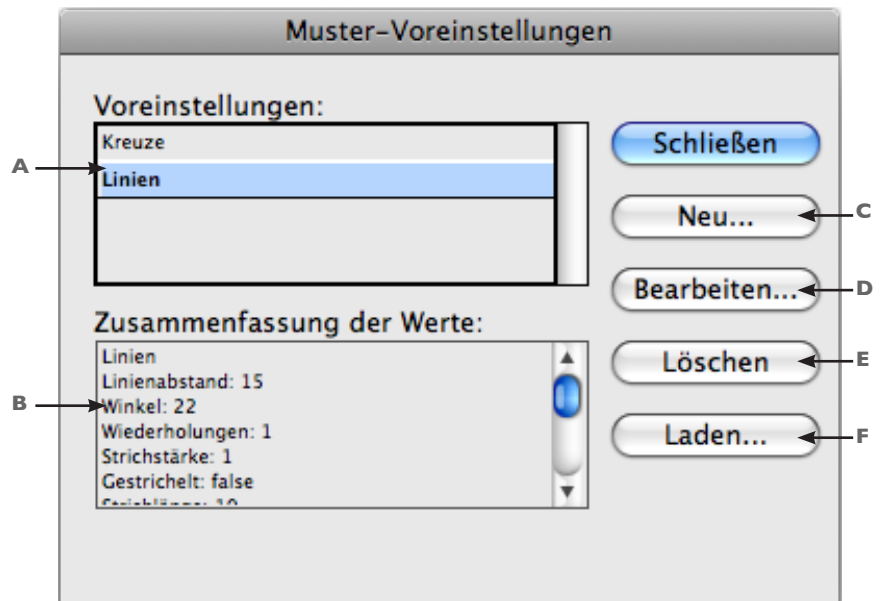 Muster-Voreinstellungen
Voreinstellungen:
Kreuze
Linien
A
Schließen
Neu...
C
Bearbeiten...
D
Löschen
E
Laden...
F
Zusammenfassung der Werte:
Linien
Linienabstand: 15
Winkel: 22
B
Wiederholungen: 1
Strichstärke: 1
Gestrichelt: false